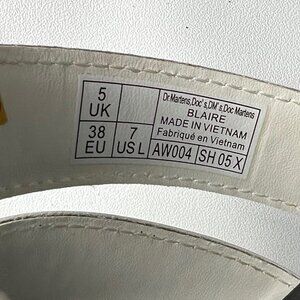 5
UK
38
EU
7
US L
Dr.Martens,Doc's,DM's,Doc Martens
BLAIRE
MADE IN VIETNAM
Fabriqué en Vietnam
AW004
SH 05 X